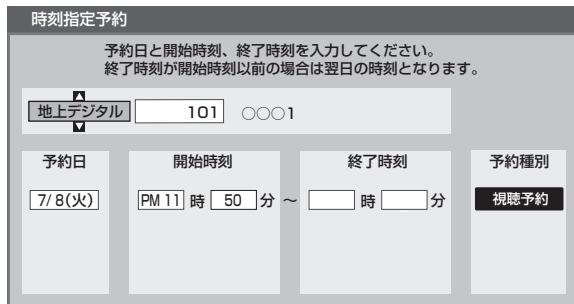 時刻指定予約
予約日と開始時刻、終了時刻を入力してください。
終了時刻が開始時刻以前の場合は翌日の時刻となります。
地上デジタル 101 ○○○1
予約日 開始時刻 終了時刻 予約種別
7/ 8(火) PM 11 時 50 分 ～ 時 分 視聴予約